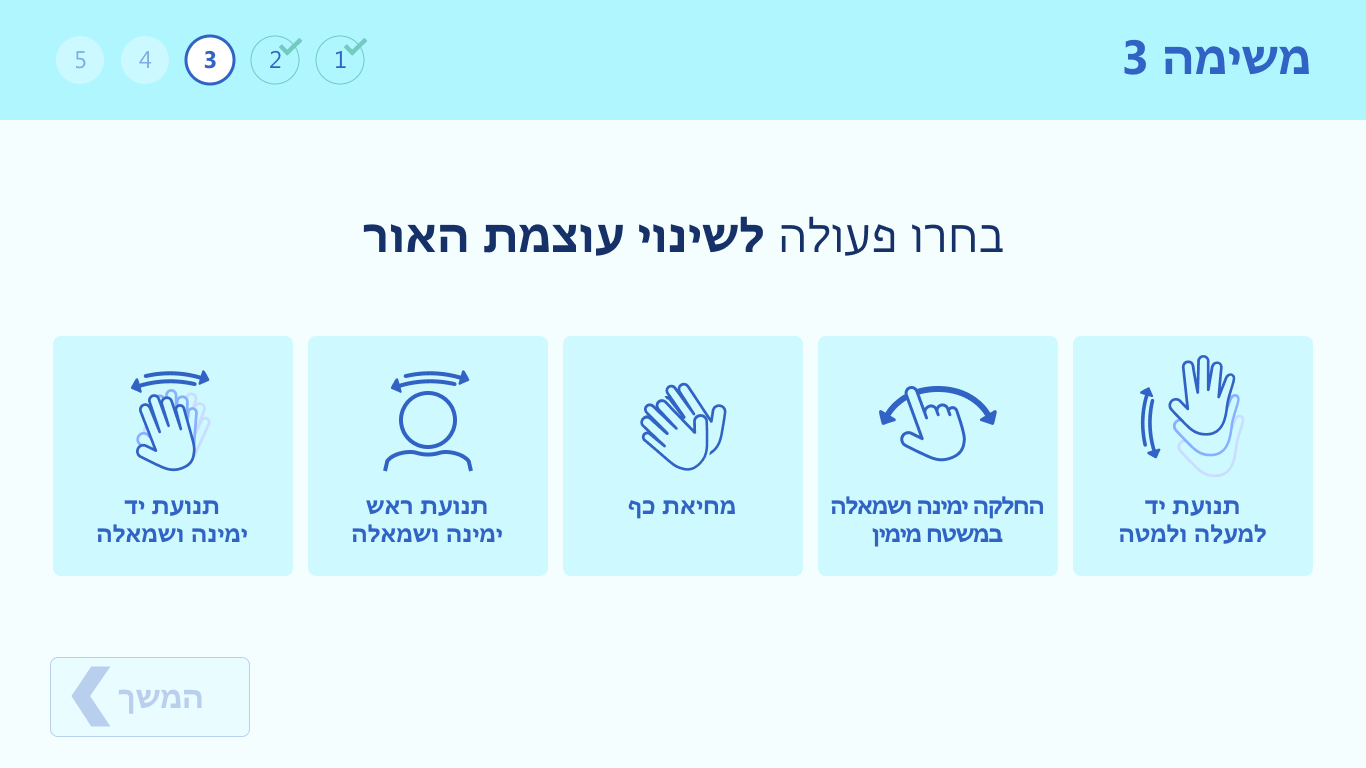 משימה 3
1
2
3
4
5
בחרו פעולה לשינוי עוצמת האור
תנועת יד
למעלה ולמטה
החלקה ימינה ושמאלה
במשטח מימין
מחיאת כף
תנועת ראש
ימינה ושמאלה
תנועת יד
ימינה ושמאלה
המשך